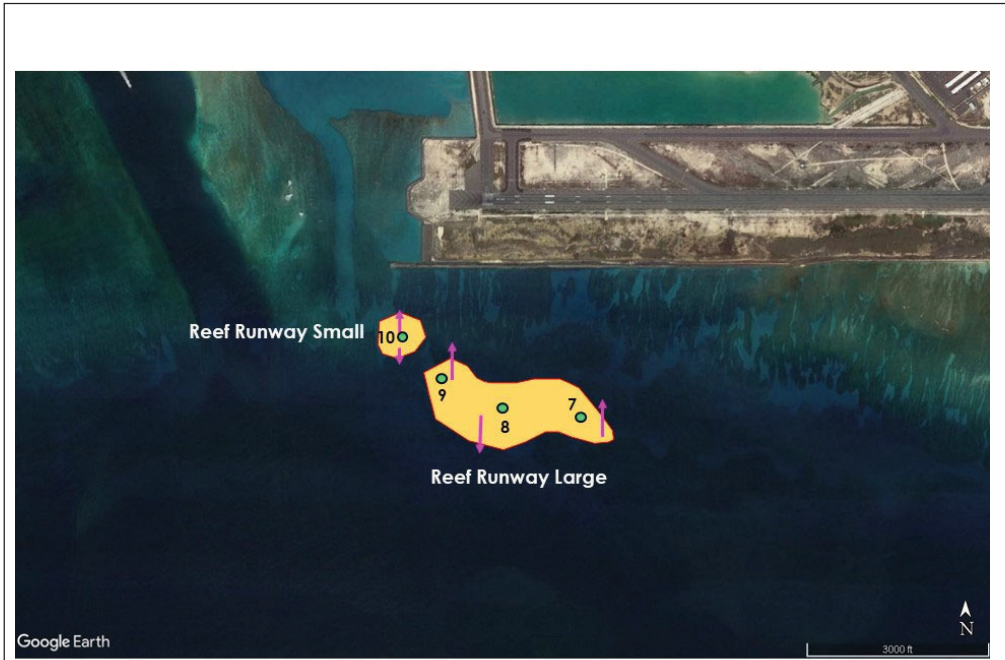 Reef Runway Small
10
9
8
7
Reef Runway Large
N
Google Earth
3000 ft